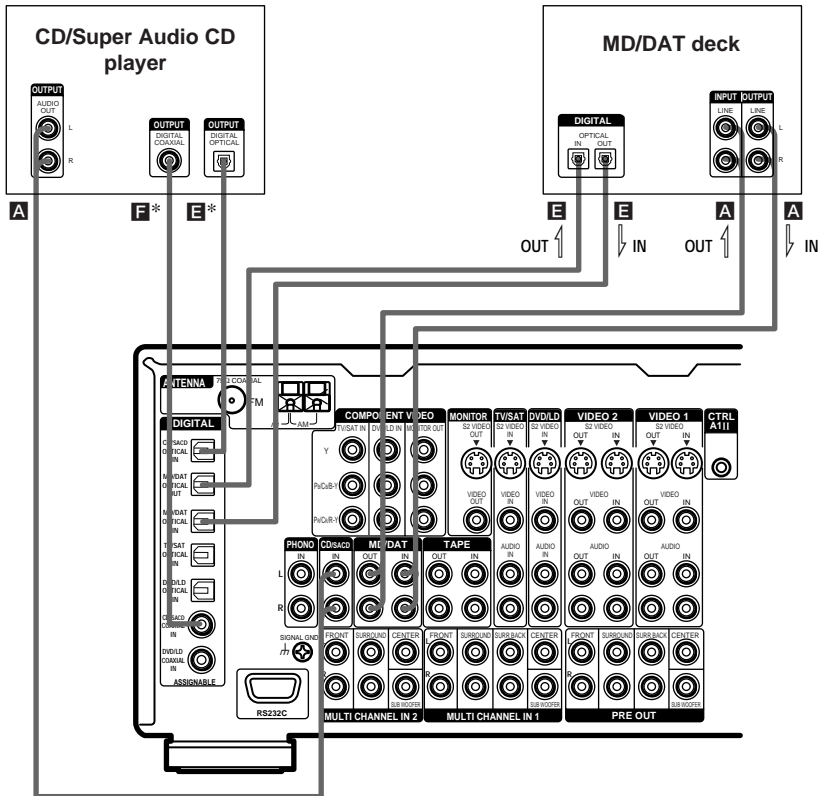 CD/Super Audio CD
player
MD/DAT deck
OUTPUT
AUDIO
OUT
L
R
OUTPUT
DIGITAL
COAXIAL
OUTPUT
DIGITAL
OPTICAL
DIGITAL
OPTICAL
IN OUT
INPUT OUTPUT
LINE LINE
L
R
A F* E* E E A A
OUT IN OUT IN
ANTENNA
75Ω COAXIAL
FM
AM
DIGITAL
CD/SACD
OPTICAL
IN
MD/DAT
OPTICAL
OUT
MD/DAT
OPTICAL
IN
TV/SAT
OPTICAL
IN
DVD/LD
OPTICAL
IN
CD/SACD
COAXIAL
IN
DVD/LD
COAXIAL
IN
ASSIGNABLE
COMPONENT VIDEO
TV/SAT IN DVD/LD IN MONITOR OUT
Y
PB/CB/B-Y
PR/CR/R-Y
MONITOR TV/SAT DVD/LD VIDEO 2 VIDEO 1
S2 VIDEO OUT S2 VIDEO IN S2 VIDEO IN S2 VIDEO OUT IN S2 VIDEO OUT IN
CTRL
A1II
VIDEO OUT VIDEO IN VIDEO IN VIDEO OUT IN VIDEO OUT IN
AUDIO IN AUDIO IN AUDIO OUT IN AUDIO OUT IN
PHONO CD/SACD MD/DAT TAPE
IN IN OUT IN OUT IN
L
R
SIGNAL GND
FRONT SURROUND CENTER FRONT SURROUND SURR BACK CENTER FRONT SURROUND SURR BACK CENTER
L L L
R R R
SUB WOOFER SUB WOOFER SUB WOOFER
RS232C
MULTI CHANNEL IN 2 MULTI CHANNEL IN 1 PRE OUT